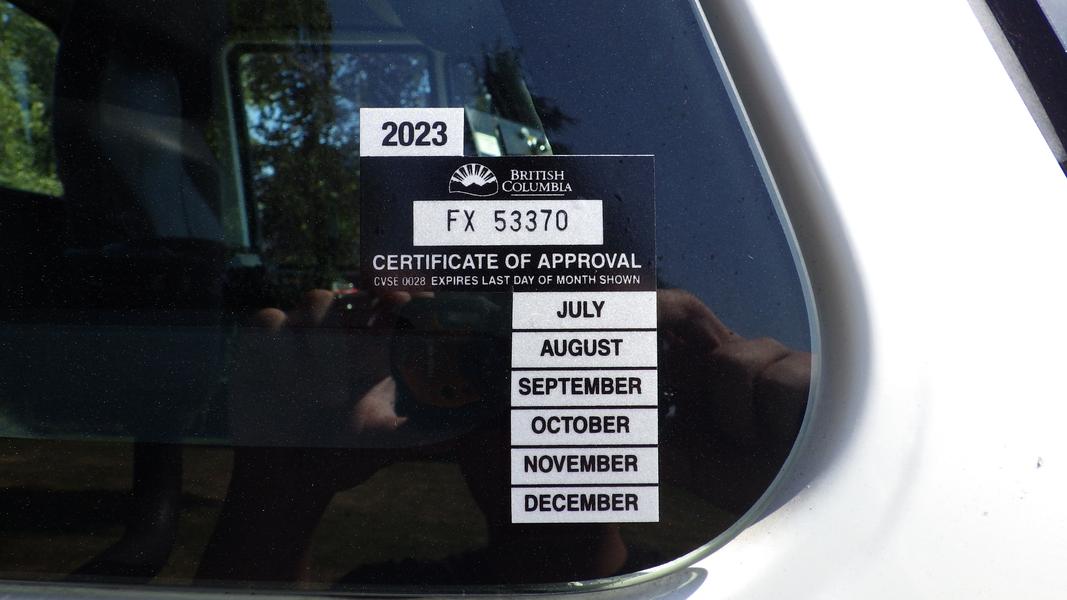 2023
BRITISH
COLUMBIA
FX 53370
CERTIFICATE OF APPROVAL
CVSE 0028 EXPIRES LAST DAY OF MONTH SHOWN
JULY
AUGUST
SEPTEMBER
OCTOBER
NOVEMBER
DECEMBER